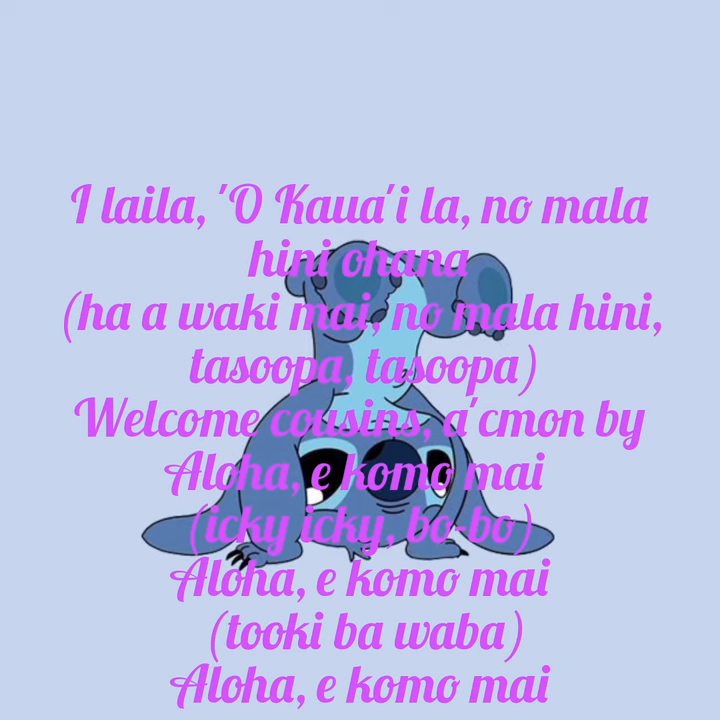 I laila, 'O Kaua'i la, no mala
hini ohana
(ha a waki mai, no mala hini,
tasoopa, tasoopa)
Welcome cousins, a'cmon by
Aloha, e komo mai
(icky icky, bo-bo)
Aloha, e komo mai
(tooki ba waba)
Aloha, e komo mai